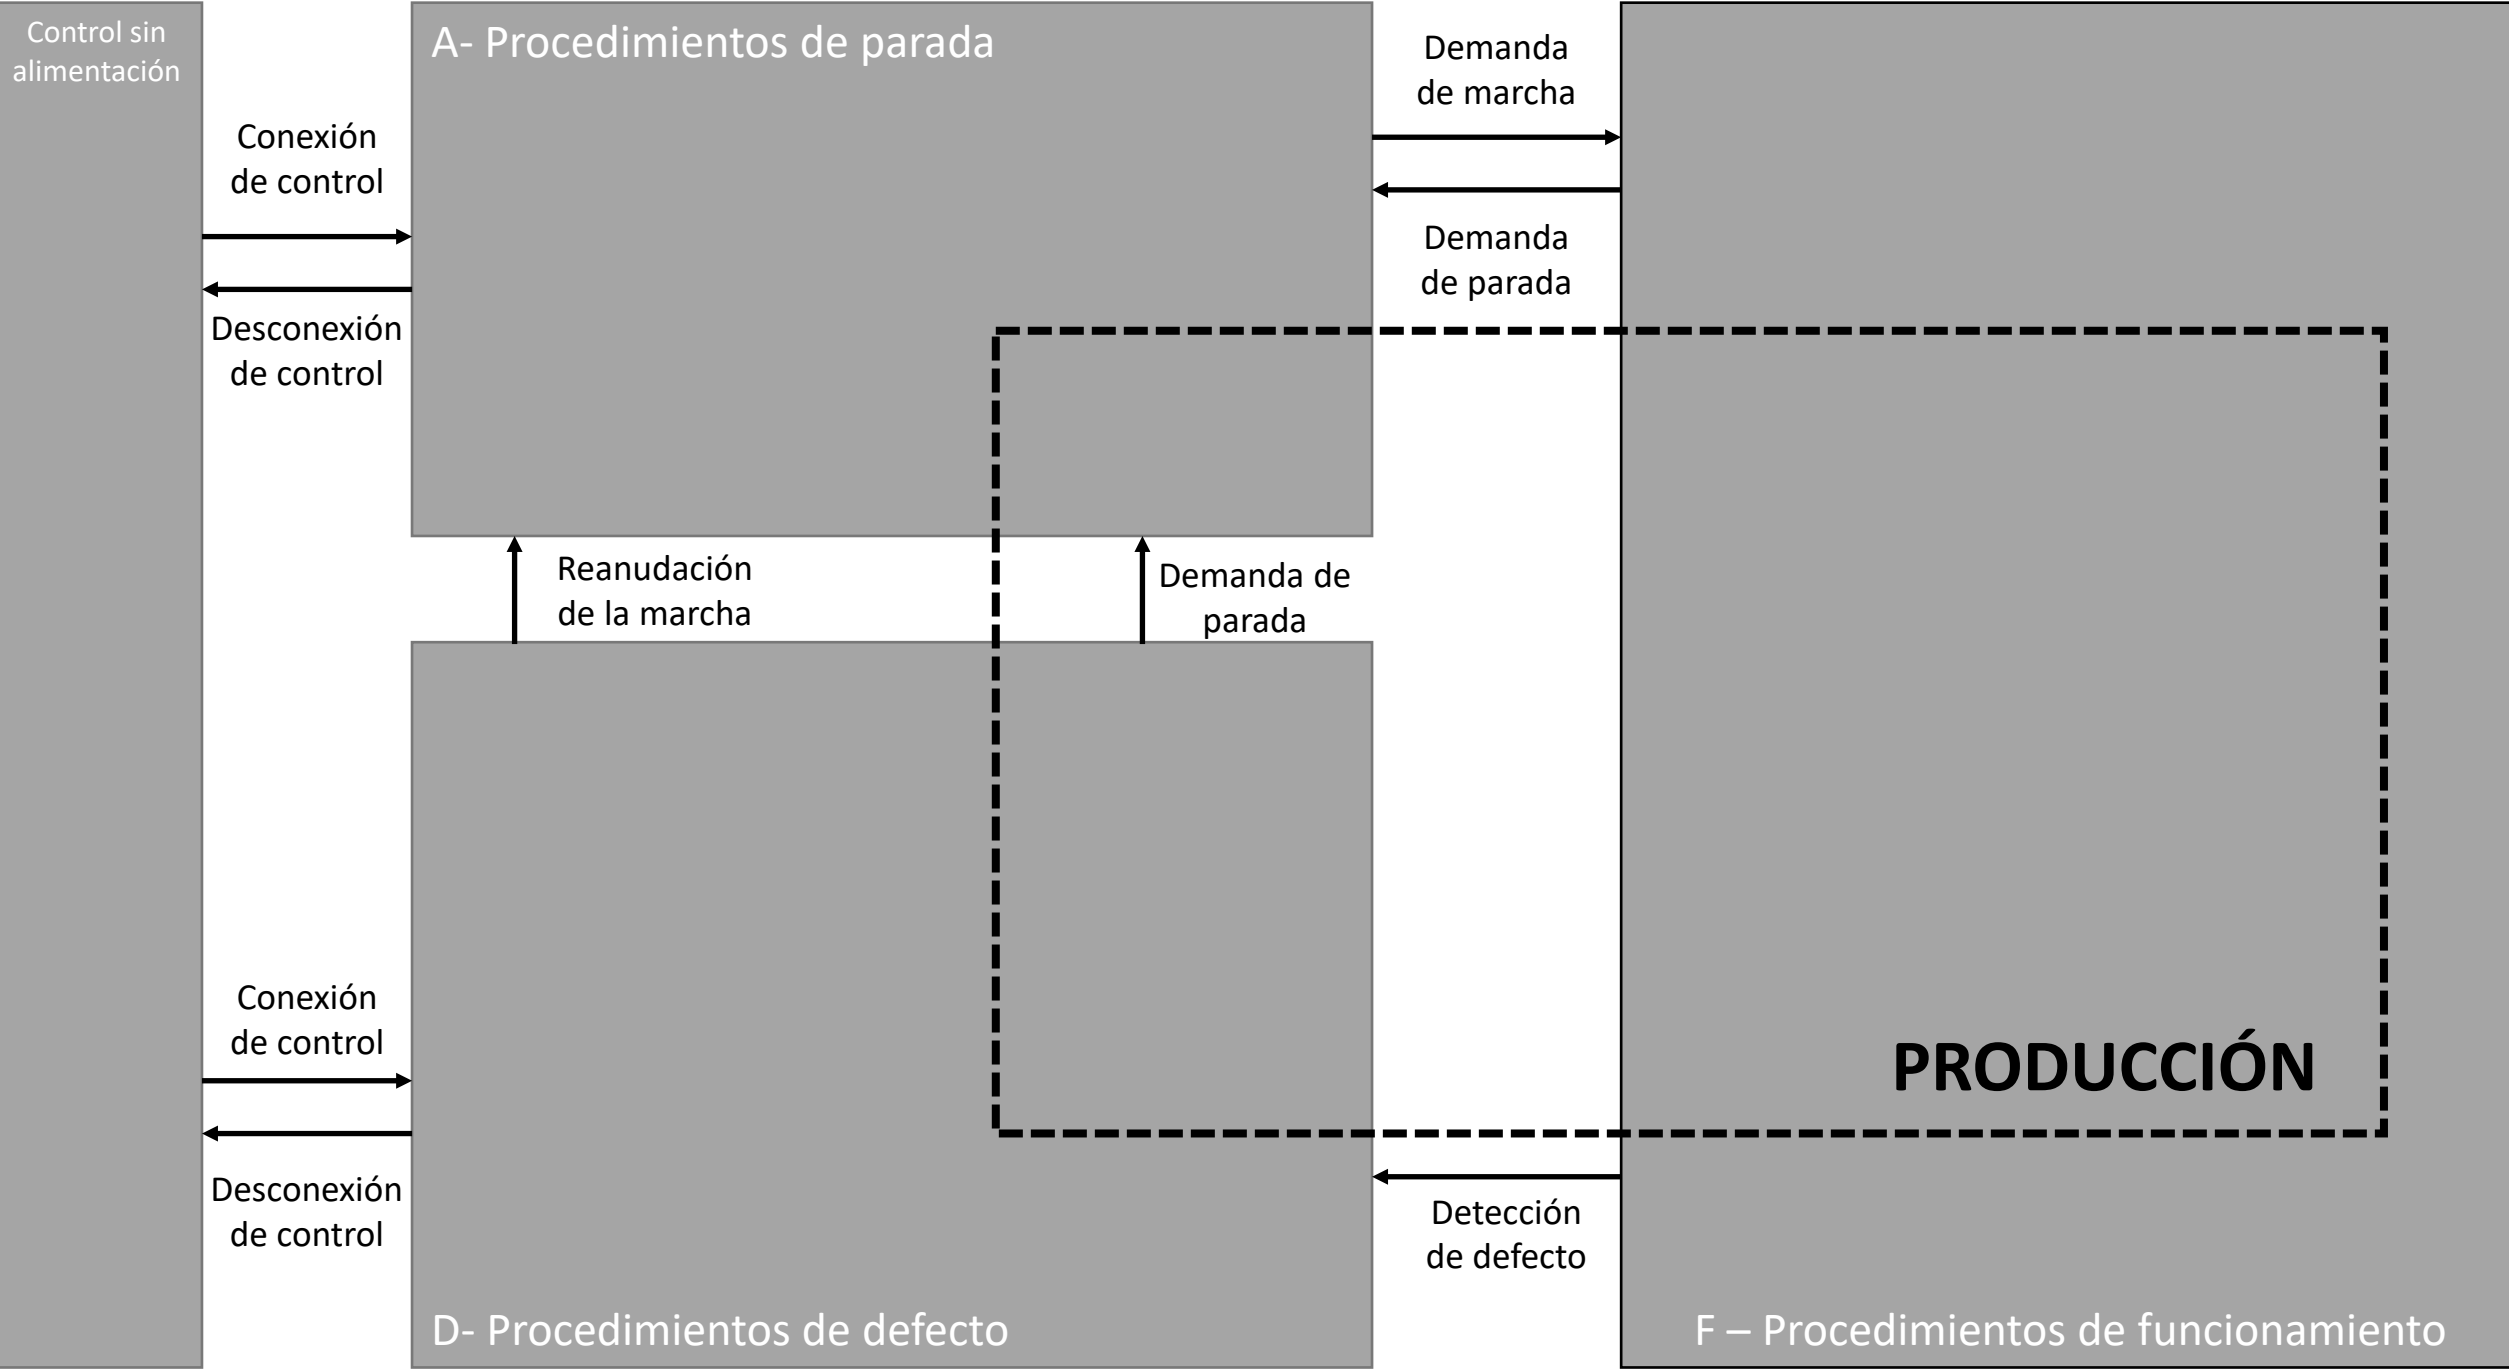 Control sin
alimentación
A- Procedimientos de parada
Demanda
de marcha
Conexión
de control
Demanda
de parada
Desconexión
de control
Reanudación
de la marcha
Demanda de
parada
Conexión
de control
PRODUCCIÓN
Desconexión
de control
Detección
de defecto
D- Procedimientos de defecto
F – Procedimientos de funcionamiento